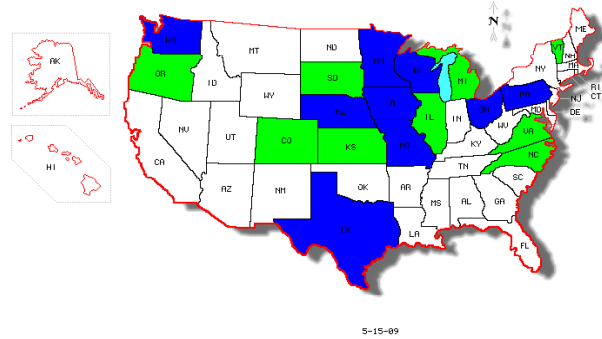 N
ME
WA
MT
ND
MN
VT
NH
AK
OR
ID
SD
WI
MI
NY
MA
RI
CT
WY
IA
PA
NJ
NE
IL
IN
OH
MD
DE
NV
UT
CO
KS
MO
WV
VA
KY
HI
CA
NC
TN
AZ
NM
OK
AR
SC
MS
AL
GA
TX
LA
FL
5-15-09